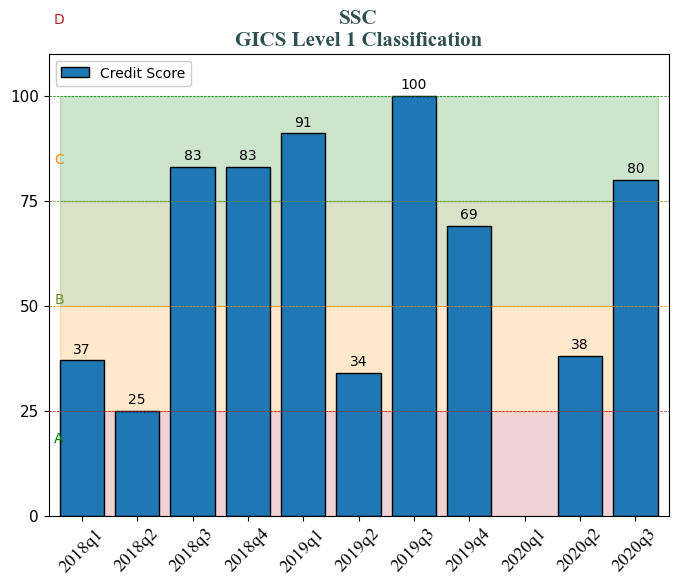 D
SSC
GICS Level 1 Classification
Credit Score
100
100
91
C
83
83
80
75
69
50
B
37
38
34
25
25
A
0
2018q1
2018q2
2018q3
2018q4
2019q1
2019q2
2019q3
2019q4
2020q1
2020q2
2020q3